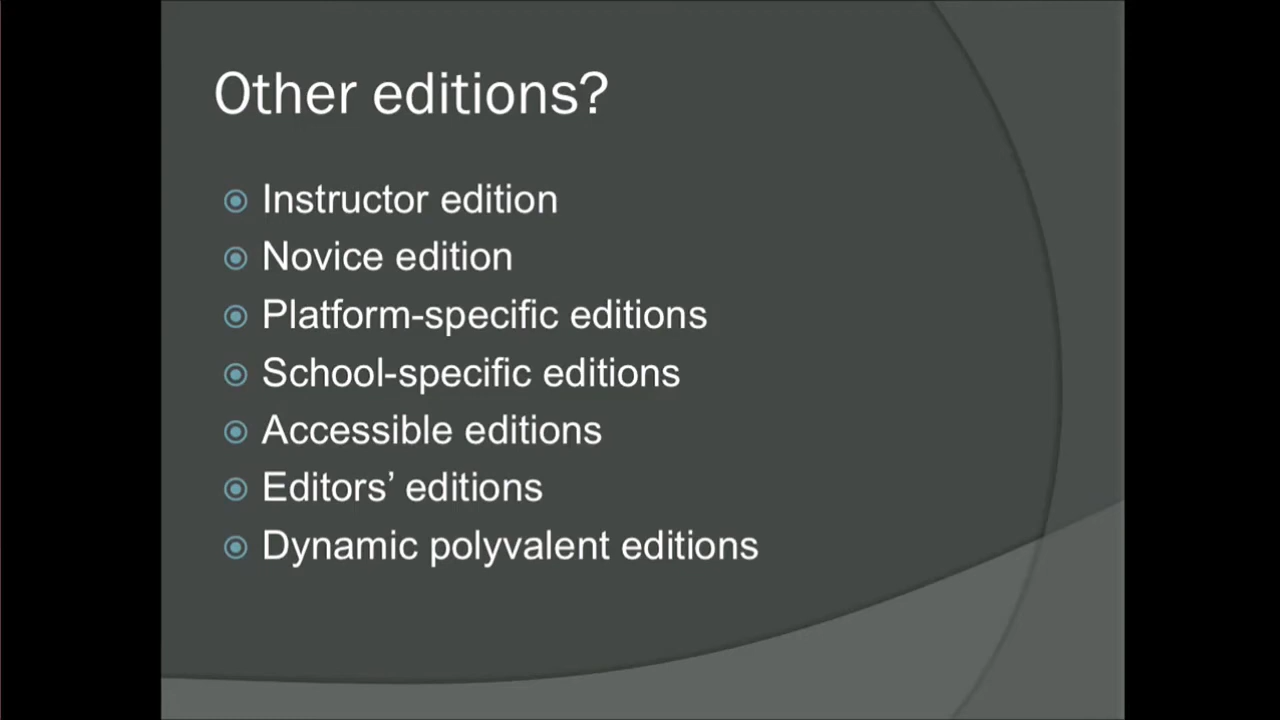 Other editions?
Instructor edition
Novice edition
Platform-specific editions
School-specific editions
Accessible editions
Editors’ editions
Dynamic polyvalent editions